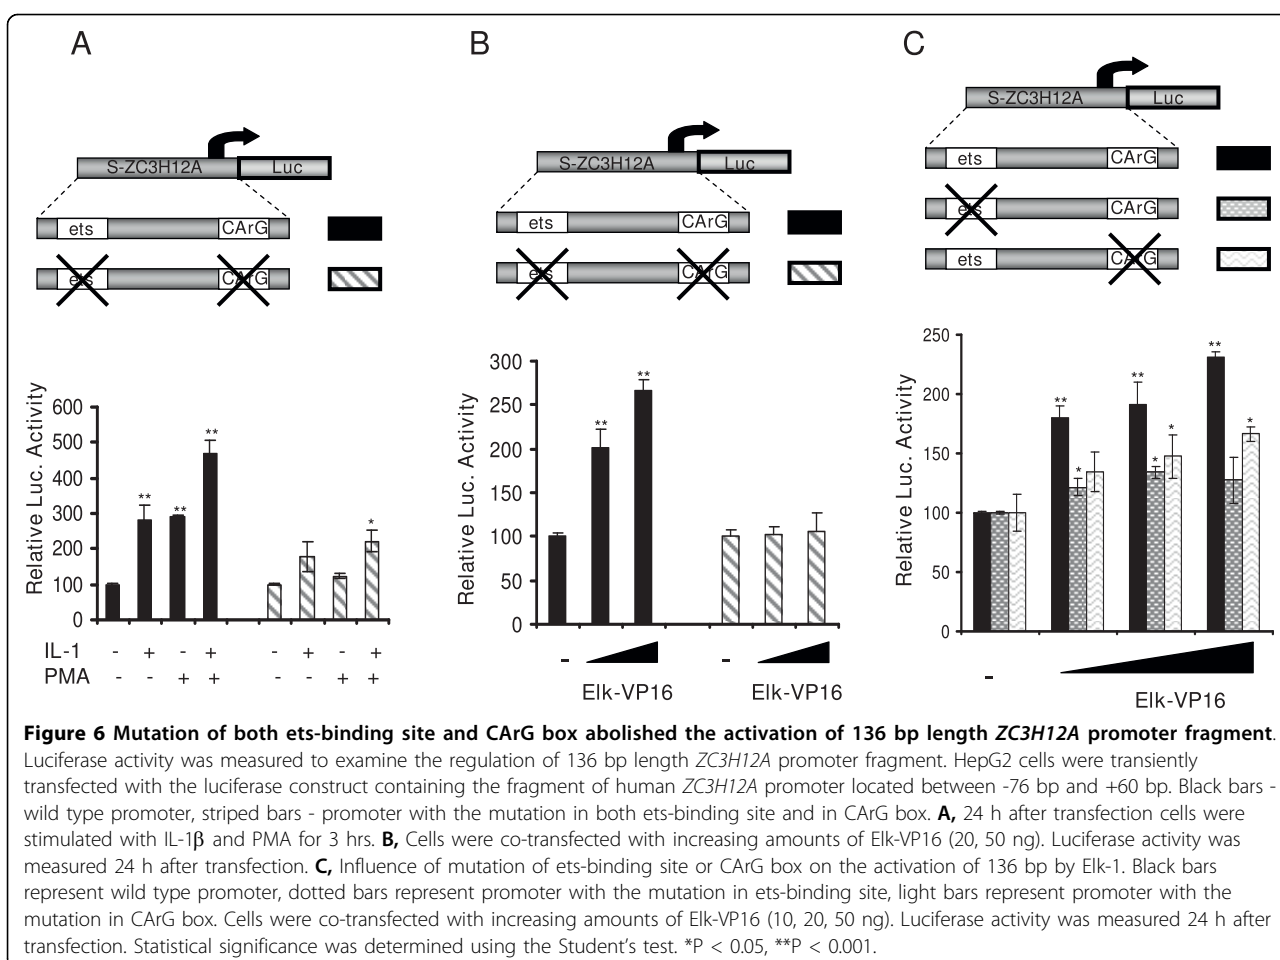 A
S-ZC3H12A Luc
ets CArG
ets CArG
Relative Luc. Activity
600
500
400
300
200
100
0
** ** ** *
IL-1 - + - + - + - +
PMA - - + + - - + +
B
S-ZC3H12A Luc
ets CArG
ets CArG
Relative Luc. Activity
300
250
200
150
100
50
0
** **
- -
Elk-VP16 Elk-VP16
C
S-ZC3H12A Luc
ets CArG
ets CArG
ets CArG
Relative Luc. Activity
250
200
150
100
50
0
** * ** * * ** *
-
Elk-VP16
Figure 6 Mutation of both ets-binding site and CArG box abolished the activation of 136 bp length ZC3H12A promoter fragment.
Luciferase activity was measured to examine the regulation of 136 bp length ZC3H12A promoter fragment. HepG2 cells were transiently
transfected with the luciferase construct containing the fragment of human ZC3H12A promoter located between -76 bp and +60 bp. Black bars -
wild type promoter, striped bars - promoter with the mutation in both ets-binding site and in CArG box. A, 24 h after transfection cells were
stimulated with IL-1β and PMA for 3 hrs. B, Cells were co-transfected with increasing amounts of Elk-VP16 (20, 50 ng). Luciferase activity was
measured 24 h after transfection. C, Influence of mutation of ets-binding site or CArG box on the activation of 136 bp by Elk-1. Black bars
represent wild type promoter, dotted bars represent promoter with the mutation in ets-binding site, light bars represent promoter with the
mutation in CArG box. Cells were co-transfected with increasing amounts of Elk-VP16 (10, 20, 50 ng). Luciferase activity was measured 24 h after
transfection. Statistical significance was determined using the Student's test. *P < 0.05, **P < 0.001.